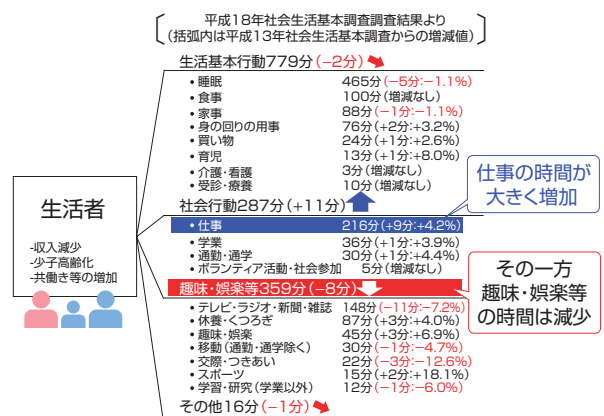 平成18年社会生活基本調査調査結果より
(括弧内は平成13年社会生活基本調査からの増減値)
生活基本行動779分(−2分)
•睡眠 465分(−5分:−1.1%)
•食事 100分(増減なし)
•家事 88分(−1分:−1.1%)
•身の回りの用事 76分(+2分:+3.2%)
•買い物 24分(+1分:+2.6%)
•育児 13分(+1分:+8.0%)
•介護・看護 3分(増減なし)
•受診・療養 10分(増減なし)
仕事の時間が
大きく増加
生活者
-収入減少
-少子高齢化
-共働き等の増加
社会行動287分(+11分)
•仕事 216分(+9分:+4.2%)
•学業 36分(+1分:+3.9%)
•通勤・通学 30分(+1分:+4.4%)
•ボランティア活動・社会参加 5分(増減なし)
趣味・娯楽等359分(−8分)
その一方
趣味・娯楽等
の時間は減少
•テレビ・ラジオ・新聞・雑誌 148分(−11分:−7.2%)
•休養・くつろぎ 87分(+3分:+4.0%)
•趣味・娯楽 45分(+3分:+6.9%)
•移動(通勤・通学除く) 30分(−1分:−4.7%)
•交際・つきあい 22分(−3分:−12.6%)
•スポーツ 15分(+2分:+18.1%)
•学習・研究(学業以外) 12分(−1分:−6.0%)
その他16分(−1分)